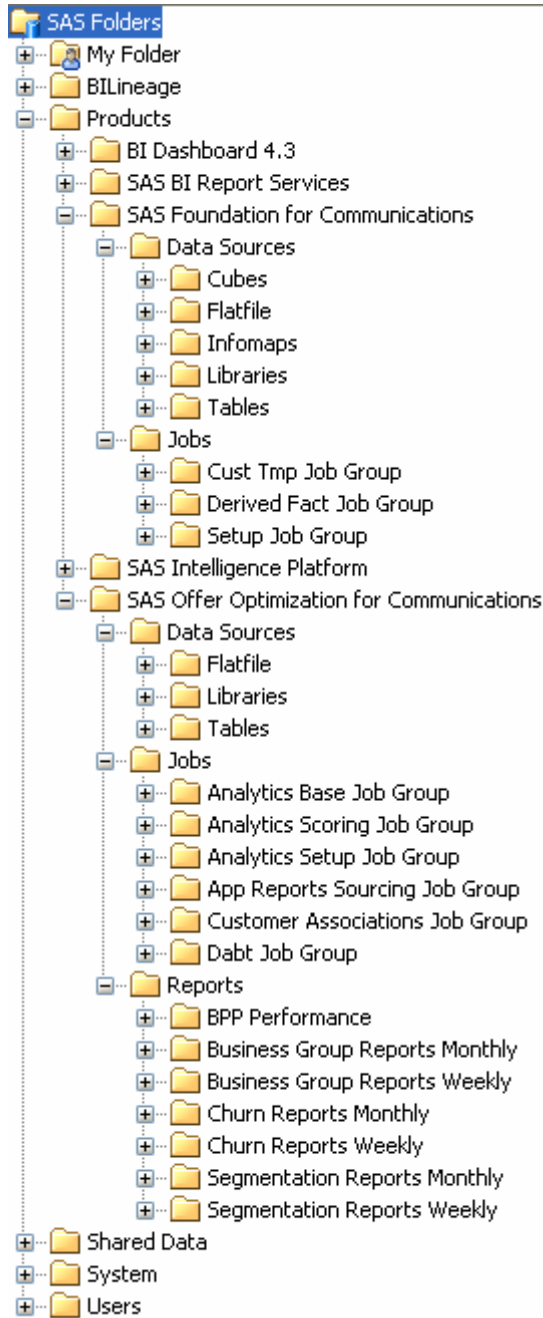 SAS Folders
My Folder
BILineage
Products
BI Dashboard 4.3
SAS BI Report Services
SAS Foundation for Communications
Data Sources
Cubes
Flatfile
Infomaps
Libraries
Tables
Jobs
Cust Tmp Job Group
Derived Fact Job Group
Setup Job Group
SAS Intelligence Platform
SAS Offer Optimization for Communications
Data Sources
Flatfile
Libraries
Tables
Jobs
Analytics Base Job Group
Analytics Scoring Job Group
Analytics Setup Job Group
App Reports Sourcing Job Group
Customer Associations Job Group
Dabt Job Group
Reports
BPP Performance
Business Group Reports Monthly
Business Group Reports Weekly
Churn Reports Monthly
Churn Reports Weekly
Segmentation Reports Monthly
Segmentation Reports Weekly
Shared Data
System
Users